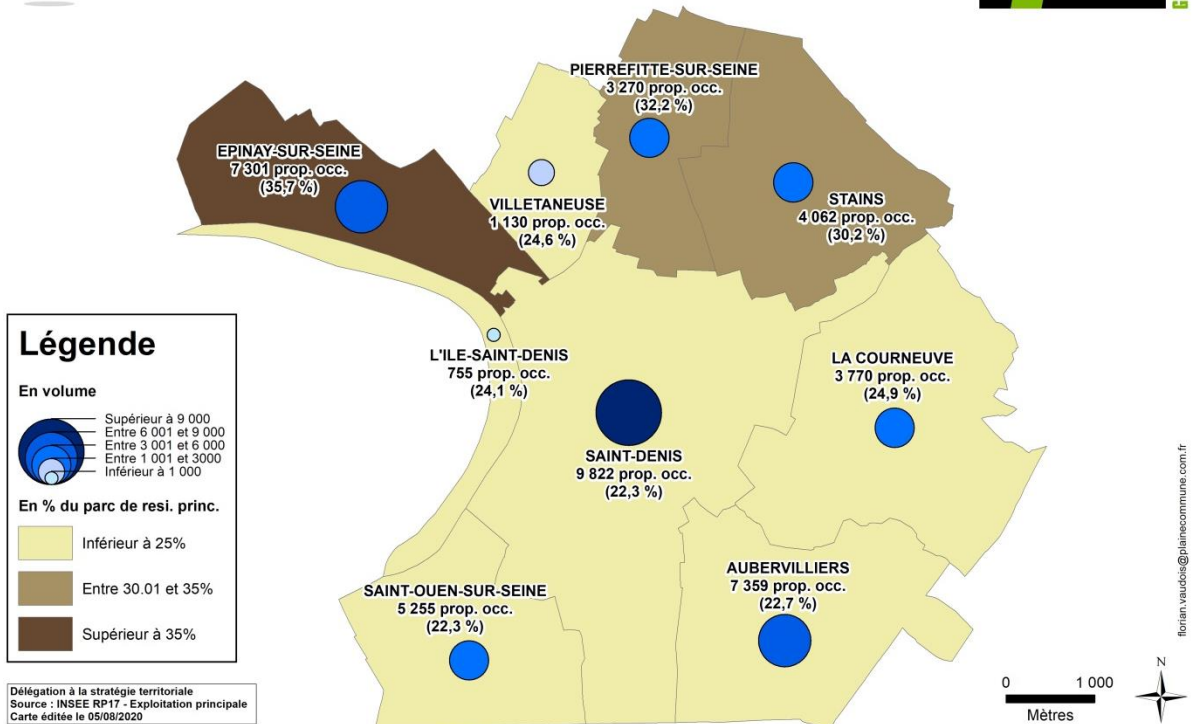 PIERREFITTE-SUR-SEINE
3 270 prop. occ.
(32,2 %)
EPINAY-SUR-SEINE
7 301 prop. occ.
(35,7 %)
VILLETANEUSE
1 130 prop. occ.
(24,6 %)
STAINS
4 062 prop. occ.
(30,2 %)
L'ILE-SAINT-DENIS
755 prop. occ.
(24,1 %)
LA COURNEUVE
3 770 prop. occ.
(24,9 %)
SAINT-DENIS
9 822 prop. occ.
(22,3 %)
SAINT-OUEN-SUR-SEINE
5 255 prop. occ.
(22,3 %)
AUBERVILLIERS
7 359 prop. occ.
(22,7 %)
Légende
En volume
Supérieur à 9 000
Entre 6 001 et 9 000
Entre 3 001 et 6 000
Entre 1 001 et 3000
Inférieur à 1 000
En % du parc de resi. princ.
Inférieur à 25%
Entre 30.01 et 35%
Supérieur à 35%
Délégation à la stratégie territoriale
Source : INSEE RP17 - Exploitation principale
Carte éditée le 05/08/2020
0 1 000
Mètres
N
florian.vaudois@plainecommune.com.fr